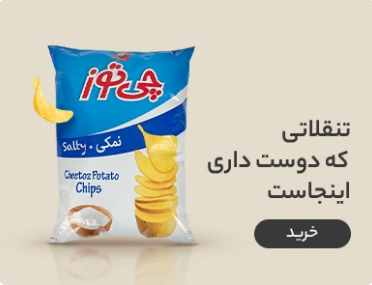 چی توز
نمکی . Salty
Cheetoz Potato
Chips
تنقلاتی
که دوست داری
اینجاست
خرید